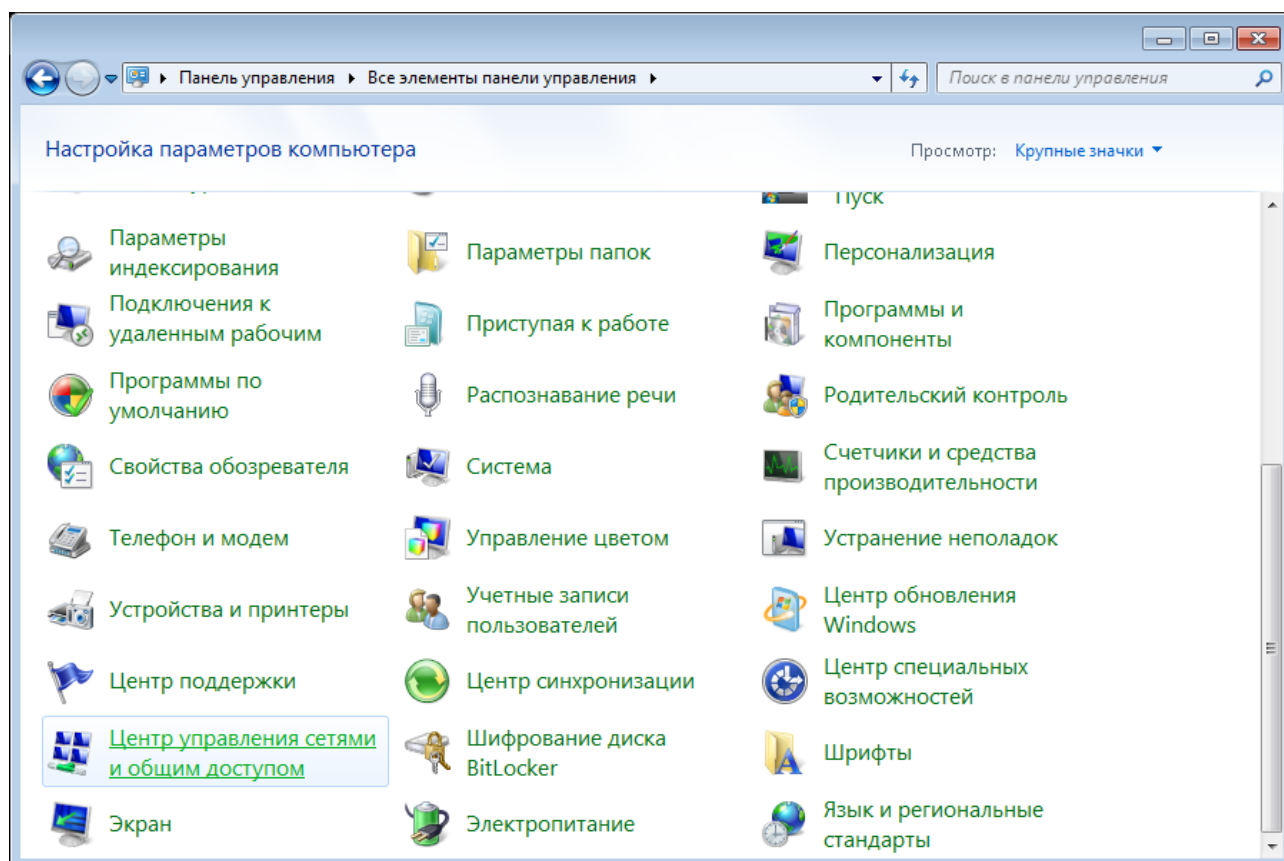 Панель управления ▸ Все элементы панели управления ▸
Поиск в панели управления
Настройка параметров компьютера
Просмотр: Крупные значки
Пуск
Параметры
индексирования
Параметры папок
Персонализация
Подключения к
удаленным рабочим
Приступая к работе
Программы и
компоненты
Программы по
умолчанию
Распознавание речи
Родительский контроль
Свойства обозревателя
Система
Счетчики и средства
производительности
Телефон и модем
Управление цветом
Устранение неполадок
Устройства и принтеры
Учетные записи
пользователей
Центр обновления
Windows
Центр поддержки
Центр синхронизации
Центр специальных
возможностей
Центр управления сетями
и общим доступом
Шифрование диска
BitLocker
Шрифты
Экран
Электропитание
Язык и региональные
стандарты